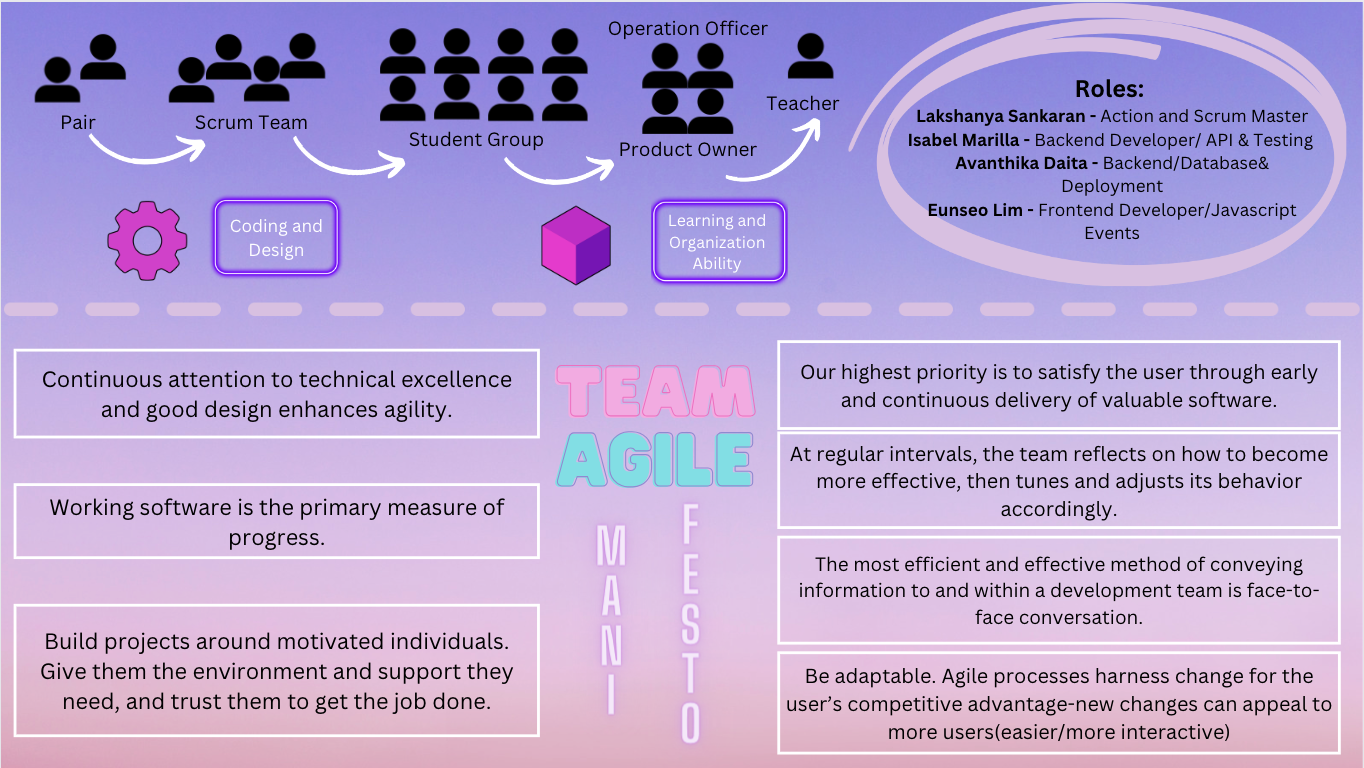 Pair
Scrum Team
Student Group
Operation Officer
Product Owner
Teacher
Coding and
Design
Learning and
Organization
Ability
Roles:
Lakshanya Sankaran - Action and Scrum Master
Isabel Marilla - Backend Developer/ API & Testing
Avanthika Daita - Backend/Database&
Deployment
Eunseo Lim - Frontend Developer/Javascript
Events
Continuous attention to technical excellence
and good design enhances agility.
Working software is the primary measure of
progress.
Build projects around motivated individuals.
Give them the environment and support they
need, and trust them to get the job done.
TEAM
AGILE
MANI
FESTO
Our highest priority is to satisfy the user through early
and continuous delivery of valuable software.
At regular intervals, the team reflects on how to become
more effective, then tunes and adjusts its behavior
accordingly.
The most efficient and effective method of conveying
information to and within a development team is face-to-
face conversation.
Be adaptable. Agile processes harness change for the
user’s competitive advantage-new changes can appeal to
more users(easier/more interactive)